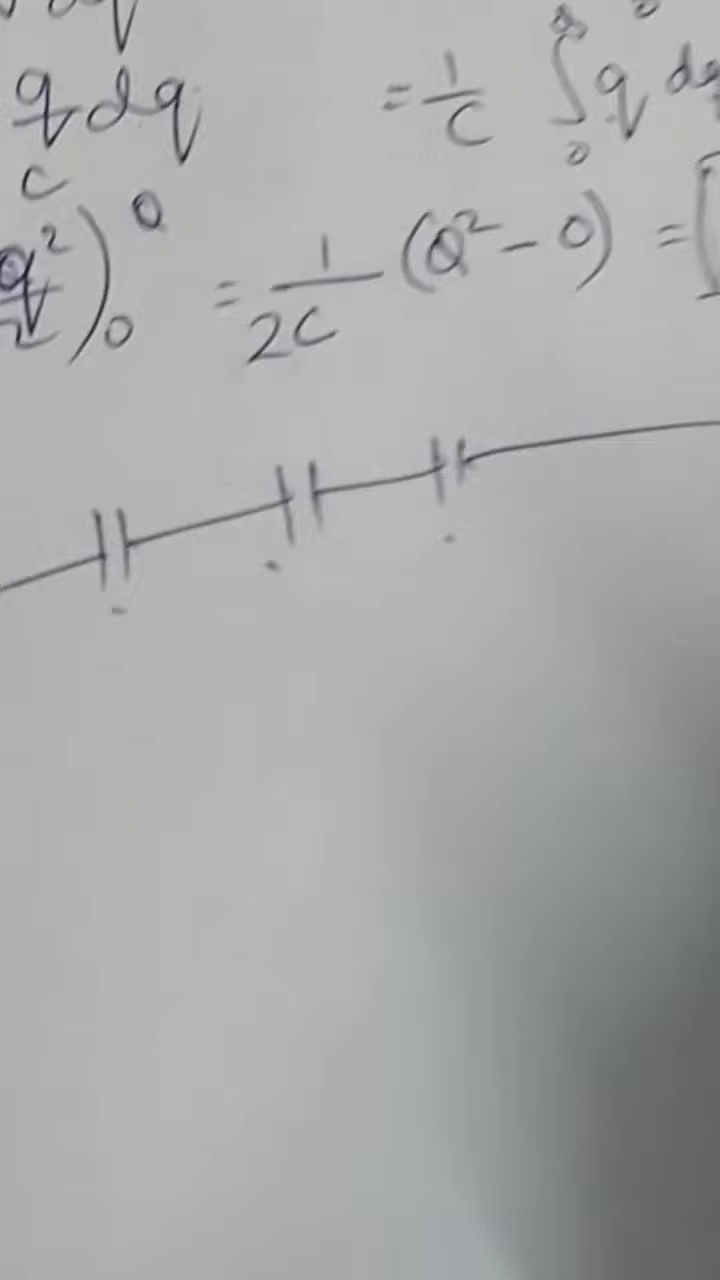 q/c dq = 1/C ∫₀ q dq
q²/2)₀^Q = 1/2C (Q² - 0) =